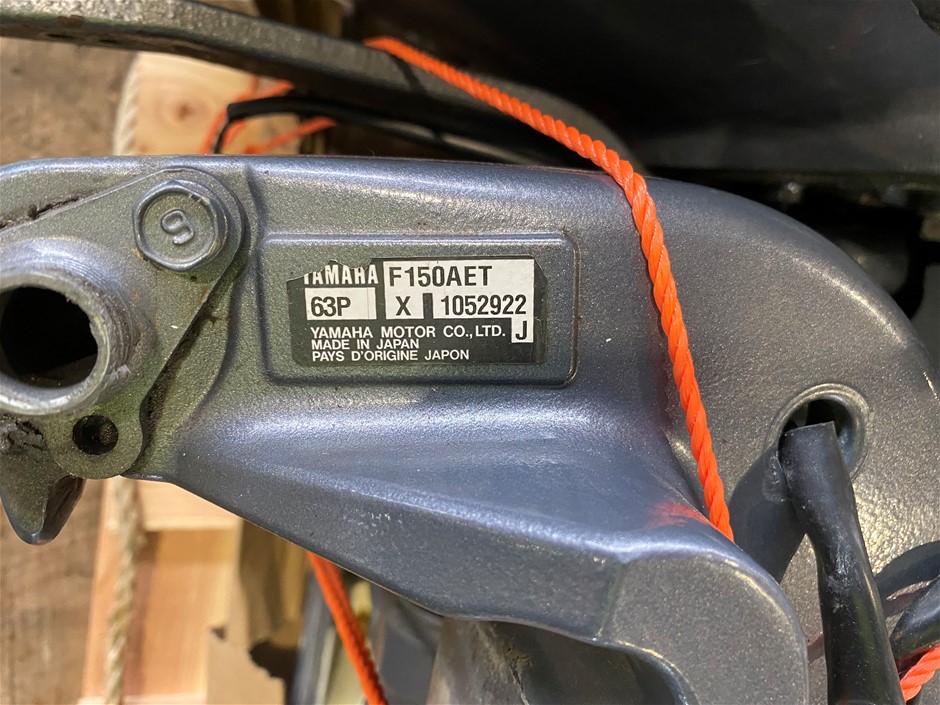 YAMAHA F150AET
63P X 1052922
YAMAHA MOTOR CO., LTD. J
MADE IN JAPAN
PAYS D'ORIGINE JAPON